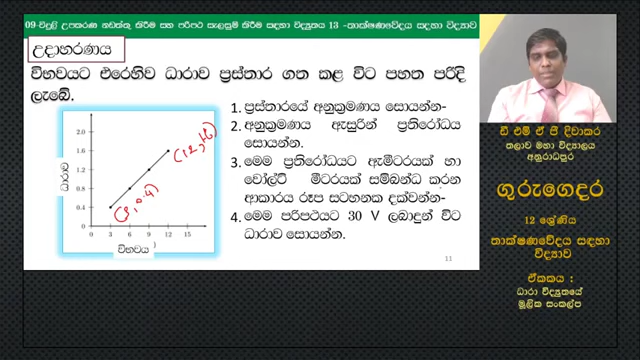 09-විදුලි උපකරණ නඩත්තු කිරීම සහ පරිපථ සැලසුම් කිරීම සඳහා විද්‍යුතය 13 -තාක්ෂණවේදය සඳහා විද්‍යාව
උදාහරණය
විභවයට එරෙහිව ධාරාව ප්‍රස්තාර ගත කළ විට පහත පරිදි
ලැබේ.
ධාරාව
2.0
1.6
1.2
0.8
0.4
0
0 3 6 9 12 15
විභවය
(3, 0.4)
(12, 1.6)
1. ප්‍රස්තාරයේ අනුක්‍රමණය සොයන්න-
2. අනුක්‍රමණය ඇසුරින් ප්‍රතිරෝධය
සොයන්න.
3. මෙම ප්‍රතිරෝධයට ඇමීටරයක් හා
වෝල්ට් මීටරයක් සම්බන්ධ කරන
ආකාරය රූප සටහනක දක්වන්න-
4. මෙම පරිපථයට 30 V ලබාදුන් විට
ධාරාව සොයන්න.
11
ඩී එම් ඒ ජී දිවාකර
තලාව මහා විද්‍යාලය
අනුරාධපුර
ගුරුගෙදර
12 ශ්‍රේණිය
තාක්ෂණවේදය සඳහා
විද්‍යාව
ඒකකය :
ධාරා විද්‍යුතයේ
මූලික සංකල්ප